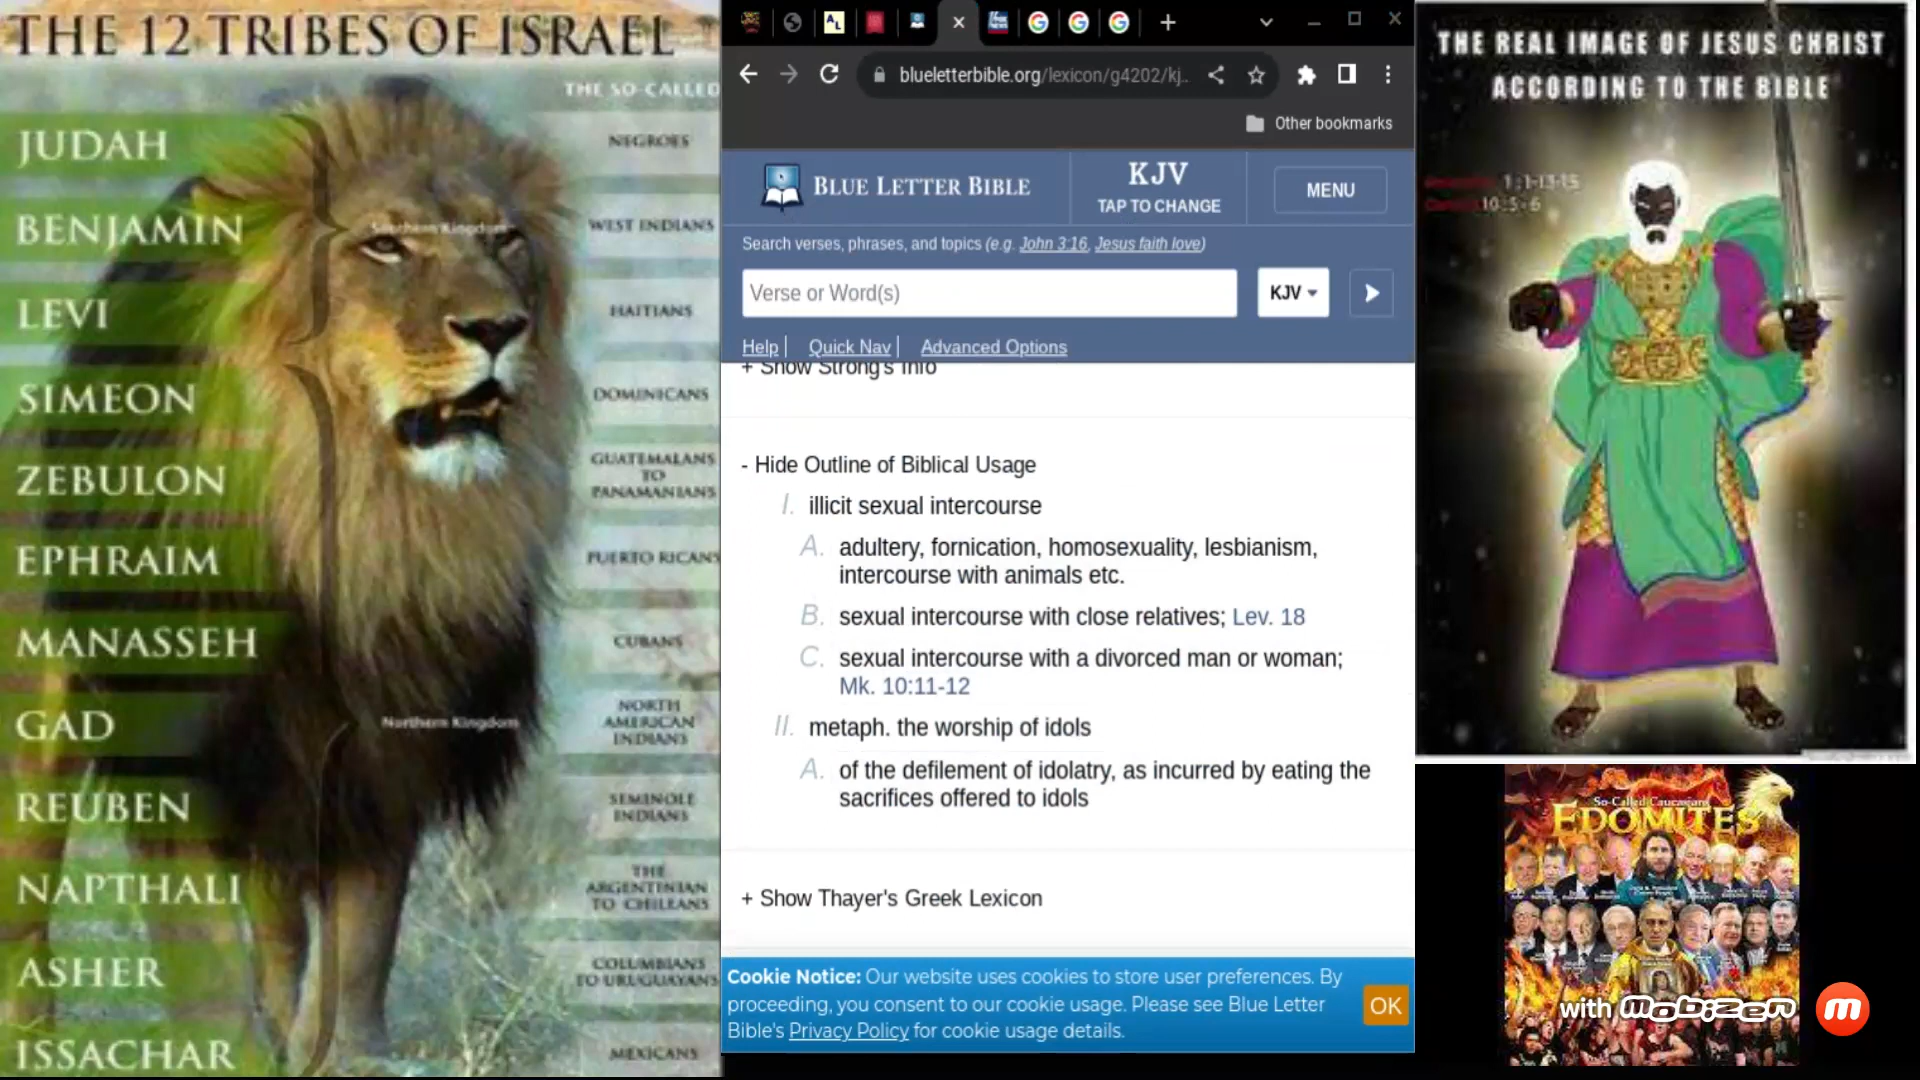 THE 12 TRIBES OF ISRAEL
THE SO-CALLED
JUDAH
NEGROES
BENJAMIN
Southern Kingdom
WEST INDIANS
LEVI
HAITIANS
SIMEON
DOMINICANS
ZEBULON
GUATEMALANS
TO
PANAMANIANS
EPHRAIM
PUERTO RICANS
MANASSEH
CUBANS
GAD
Northern Kingdom
NORTH
AMERICAN
INDIANS
REUBEN
SEMINOLE
INDIANS
NAPTHALI
THE
ARGENTINIAN
TO CHILEANS
ASHER
COLUMBIANS
TO URUGUAYANS
ISSACHAR
MEXICANS
blueletterbible.org/lexicon/g4202/kj..
Other bookmarks
BLUE LETTER BIBLE
KJV
TAP TO CHANGE
MENU
Search verses, phrases, and topics (e.g. John 3:16, Jesus faith love)
Verse or Word(s)
KJV
Help
Quick Nav
Advanced Options
+ Show Strong's Info
- Hide Outline of Biblical Usage
I. illicit sexual intercourse
A. adultery, fornication, homosexuality, lesbianism,
intercourse with animals etc.
B. sexual intercourse with close relatives; Lev. 18
C. sexual intercourse with a divorced man or woman;
Mk. 10:11-12
II. metaph. the worship of idols
A. of the defilement of idolatry, as incurred by eating the
sacrifices offered to idols
+ Show Thayer's Greek Lexicon
Cookie Notice: Our website uses cookies to store user preferences. By
proceeding, you consent to our cookie usage. Please see Blue Letter
Bible's Privacy Policy for cookie usage details.
OK
THE REAL IMAGE OF JESUS CHRIST
ACCORDING TO THE BIBLE
1:1-13-15
10:5-6
So-Called Caucasians
EDOMITES
with mobizen
m